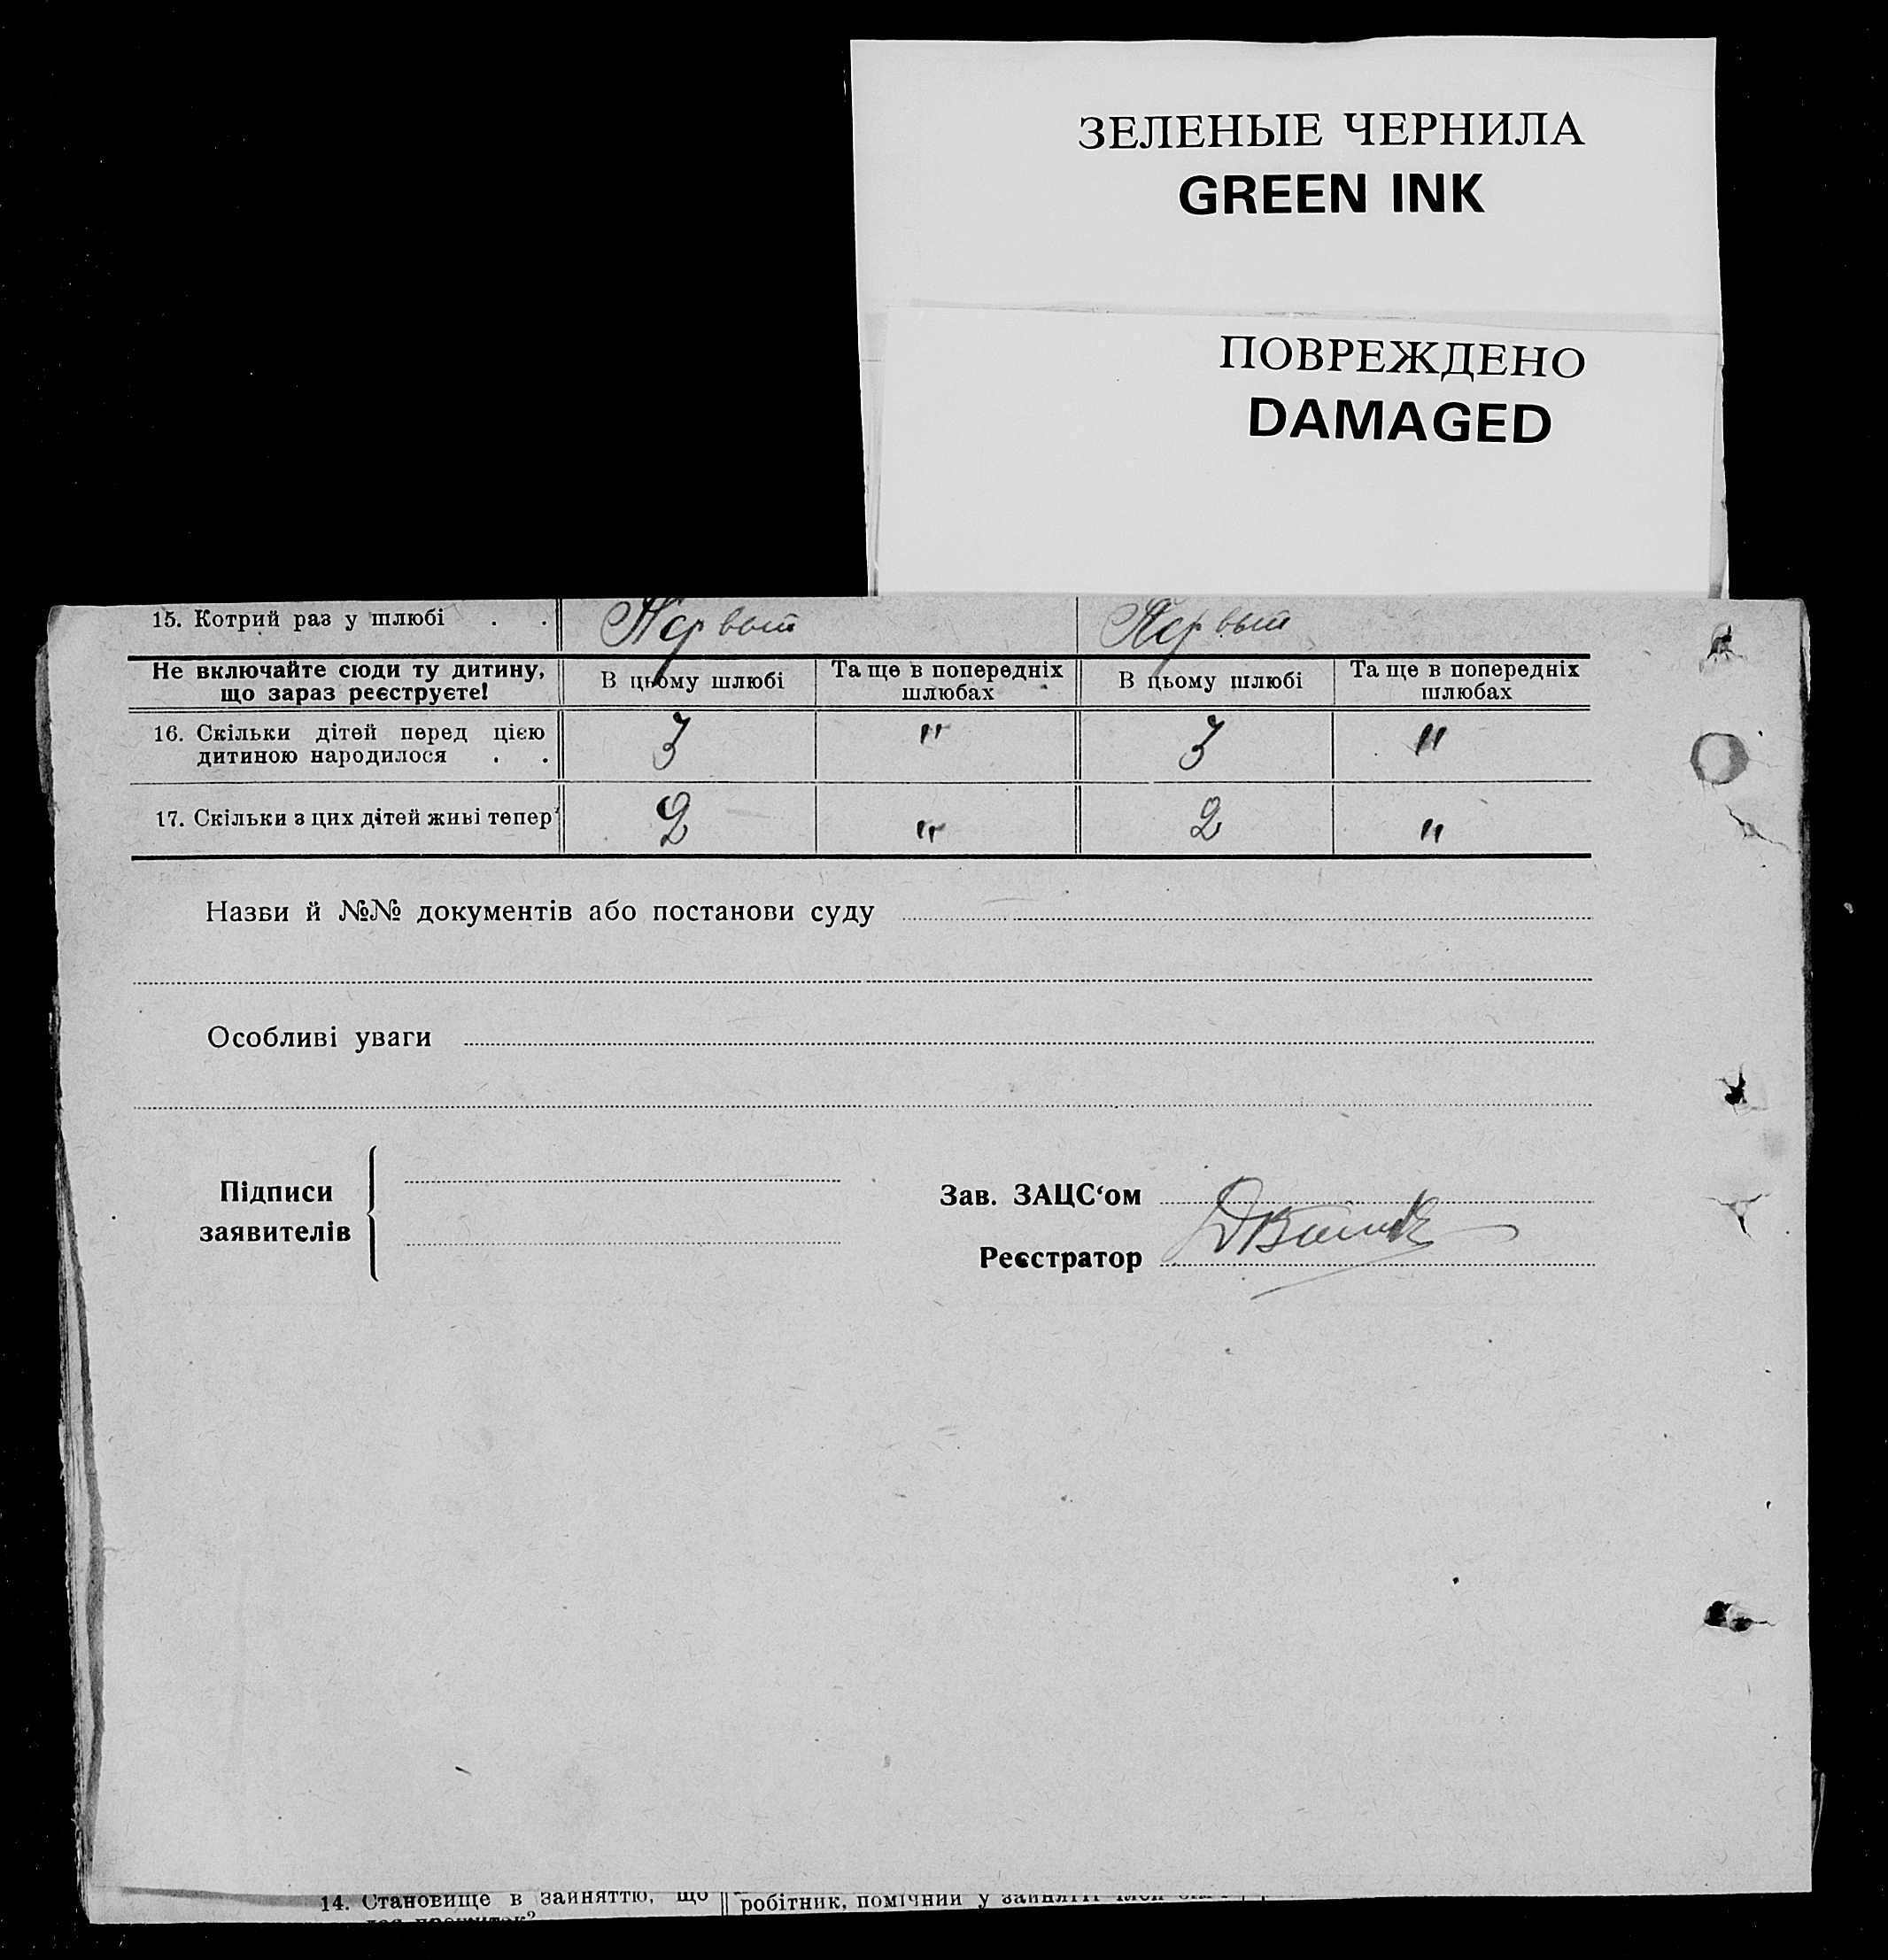 ЗЕЛЕНЫЕ ЧЕРНИЛА
GREEN INK
ПОВРЕЖДЕНО
DAMAGED
15. Котрий раз у шлюбі . . Первый Первый
Не включайте сюди ту дитину, що зараз реєструєте! В цьому шлюбі Та ще в попередніх шлюбах В цьому шлюбі Та ще в попередніх шлюбах
16. Скільки дітей перед цією дитиною народилося . . 3 " 3 "
17. Скільки з цих дітей живі тепер 2 " 2 "
Назви й №№ документів або постанови суду
Особливі уваги
Підписи заявителів
Зав. ЗАЦС‘ом
Реєстратор
14. Становище в занняттю, що
робітник, помічний у